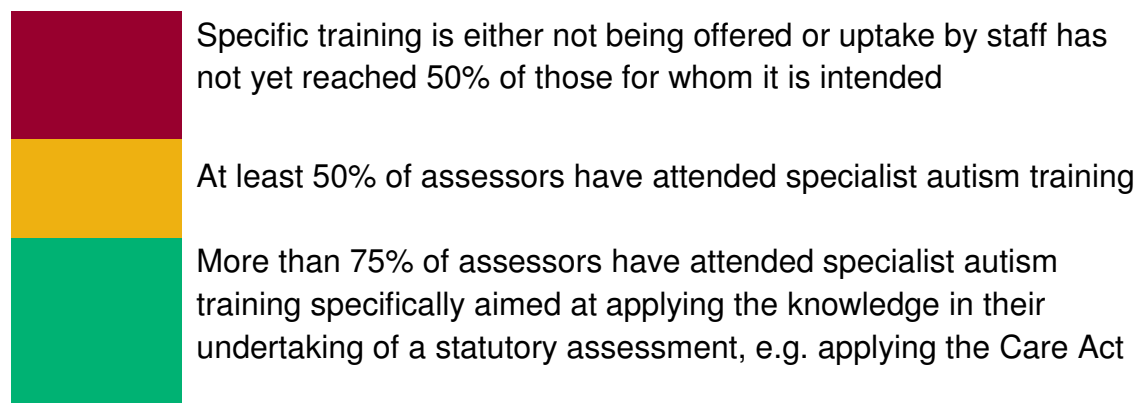 Specific training is either not being offered or uptake by staff has
not yet reached 50% of those for whom it is intended
At least 50% of assessors have attended specialist autism training
More than 75% of assessors have attended specialist autism
training specifically aimed at applying the knowledge in their
undertaking of a statutory assessment, e.g. applying the Care Act